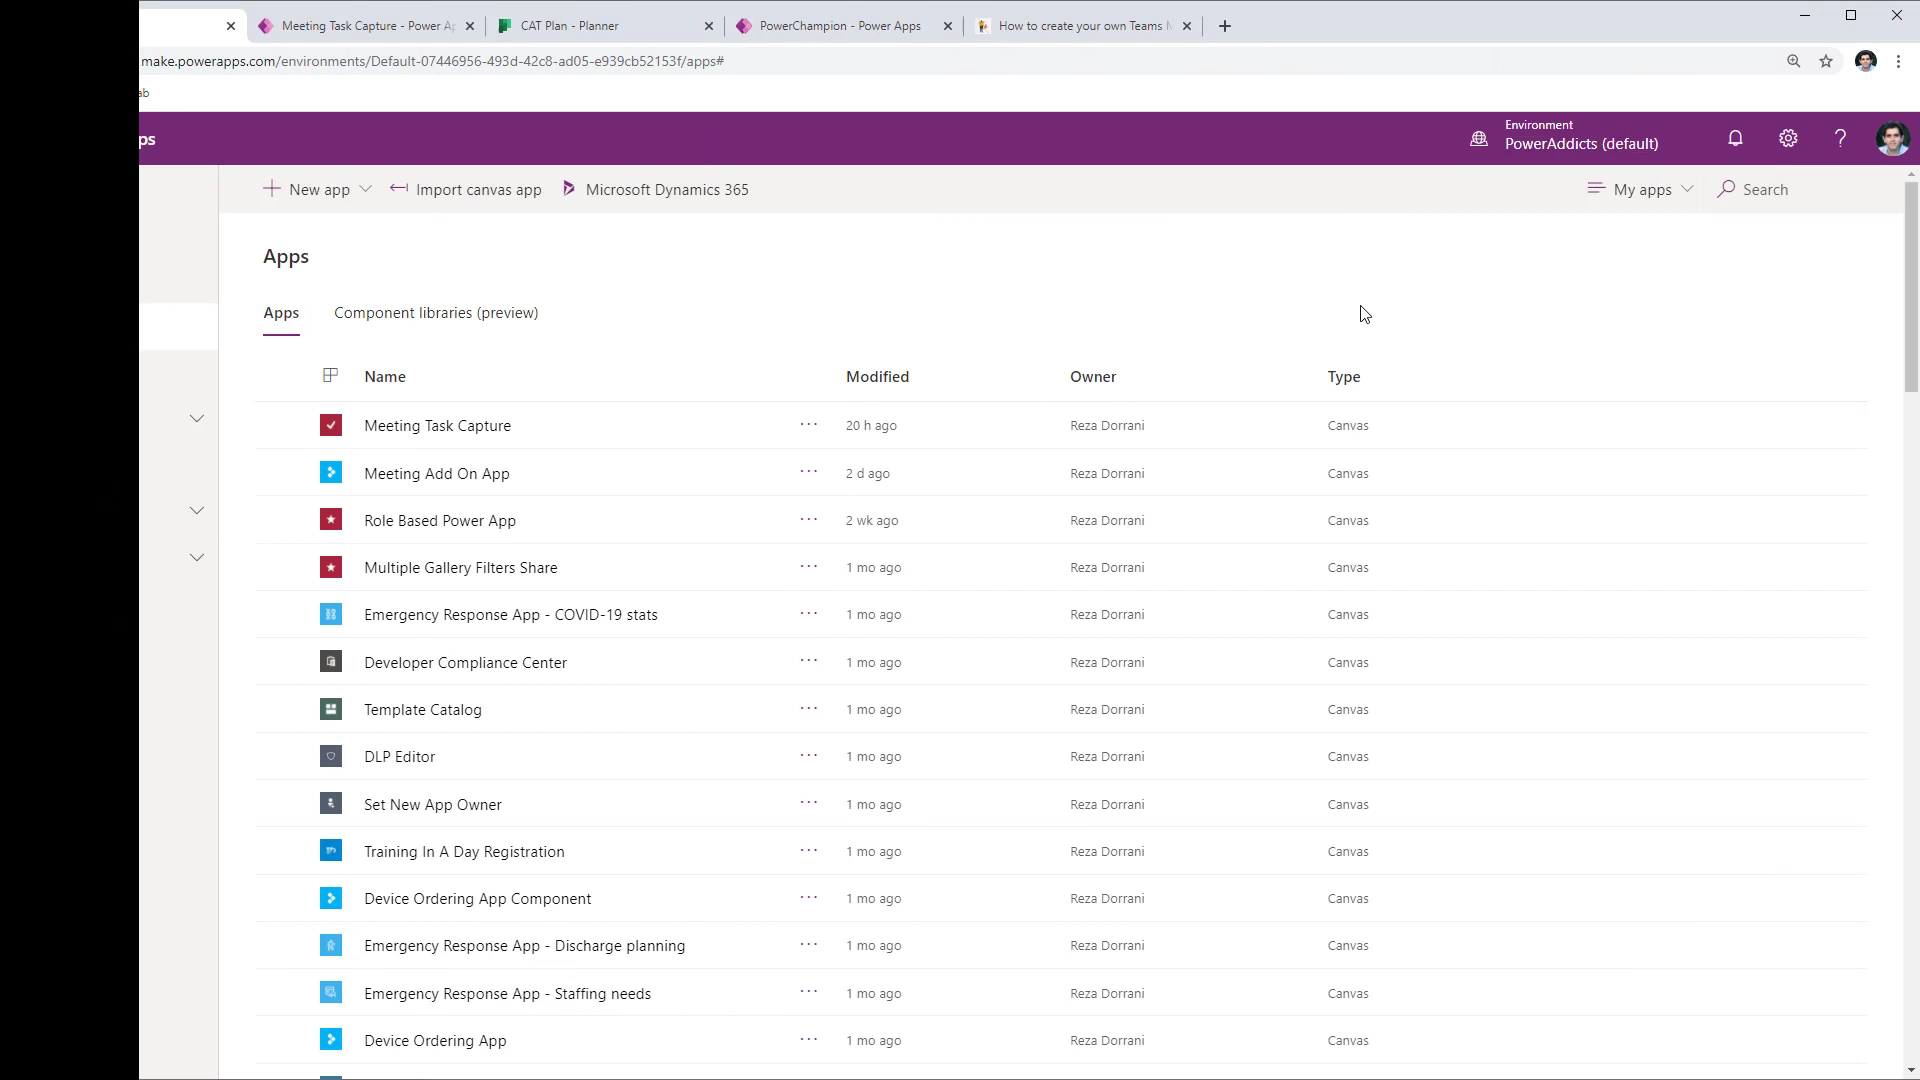 Meeting Task Capture - Power Ap
CAT Plan - Planner
PowerChampion - Power Apps
How to create your own Teams M
make.powerapps.com/environments/Default-07446956-493d-42c8-ad05-e939cb52153f/apps#
ab
ps
Environment
PowerAddicts (default)
New app
Import canvas app
Microsoft Dynamics 365
My apps
Search
Apps
Apps
Component libraries (preview)
Name Modified Owner Type
Meeting Task Capture ... 20 h ago Reza Dorrani Canvas
Meeting Add On App ... 2 d ago Reza Dorrani Canvas
Role Based Power App ... 2 wk ago Reza Dorrani Canvas
Multiple Gallery Filters Share ... 1 mo ago Reza Dorrani Canvas
Emergency Response App - COVID-19 stats ... 1 mo ago Reza Dorrani Canvas
Developer Compliance Center ... 1 mo ago Reza Dorrani Canvas
Template Catalog ... 1 mo ago Reza Dorrani Canvas
DLP Editor ... 1 mo ago Reza Dorrani Canvas
Set New App Owner ... 1 mo ago Reza Dorrani Canvas
Training In A Day Registration ... 1 mo ago Reza Dorrani Canvas
Device Ordering App Component ... 1 mo ago Reza Dorrani Canvas
Emergency Response App - Discharge planning ... 1 mo ago Reza Dorrani Canvas
Emergency Response App - Staffing needs ... 1 mo ago Reza Dorrani Canvas
Device Ordering App ... 1 mo ago Reza Dorrani Canvas